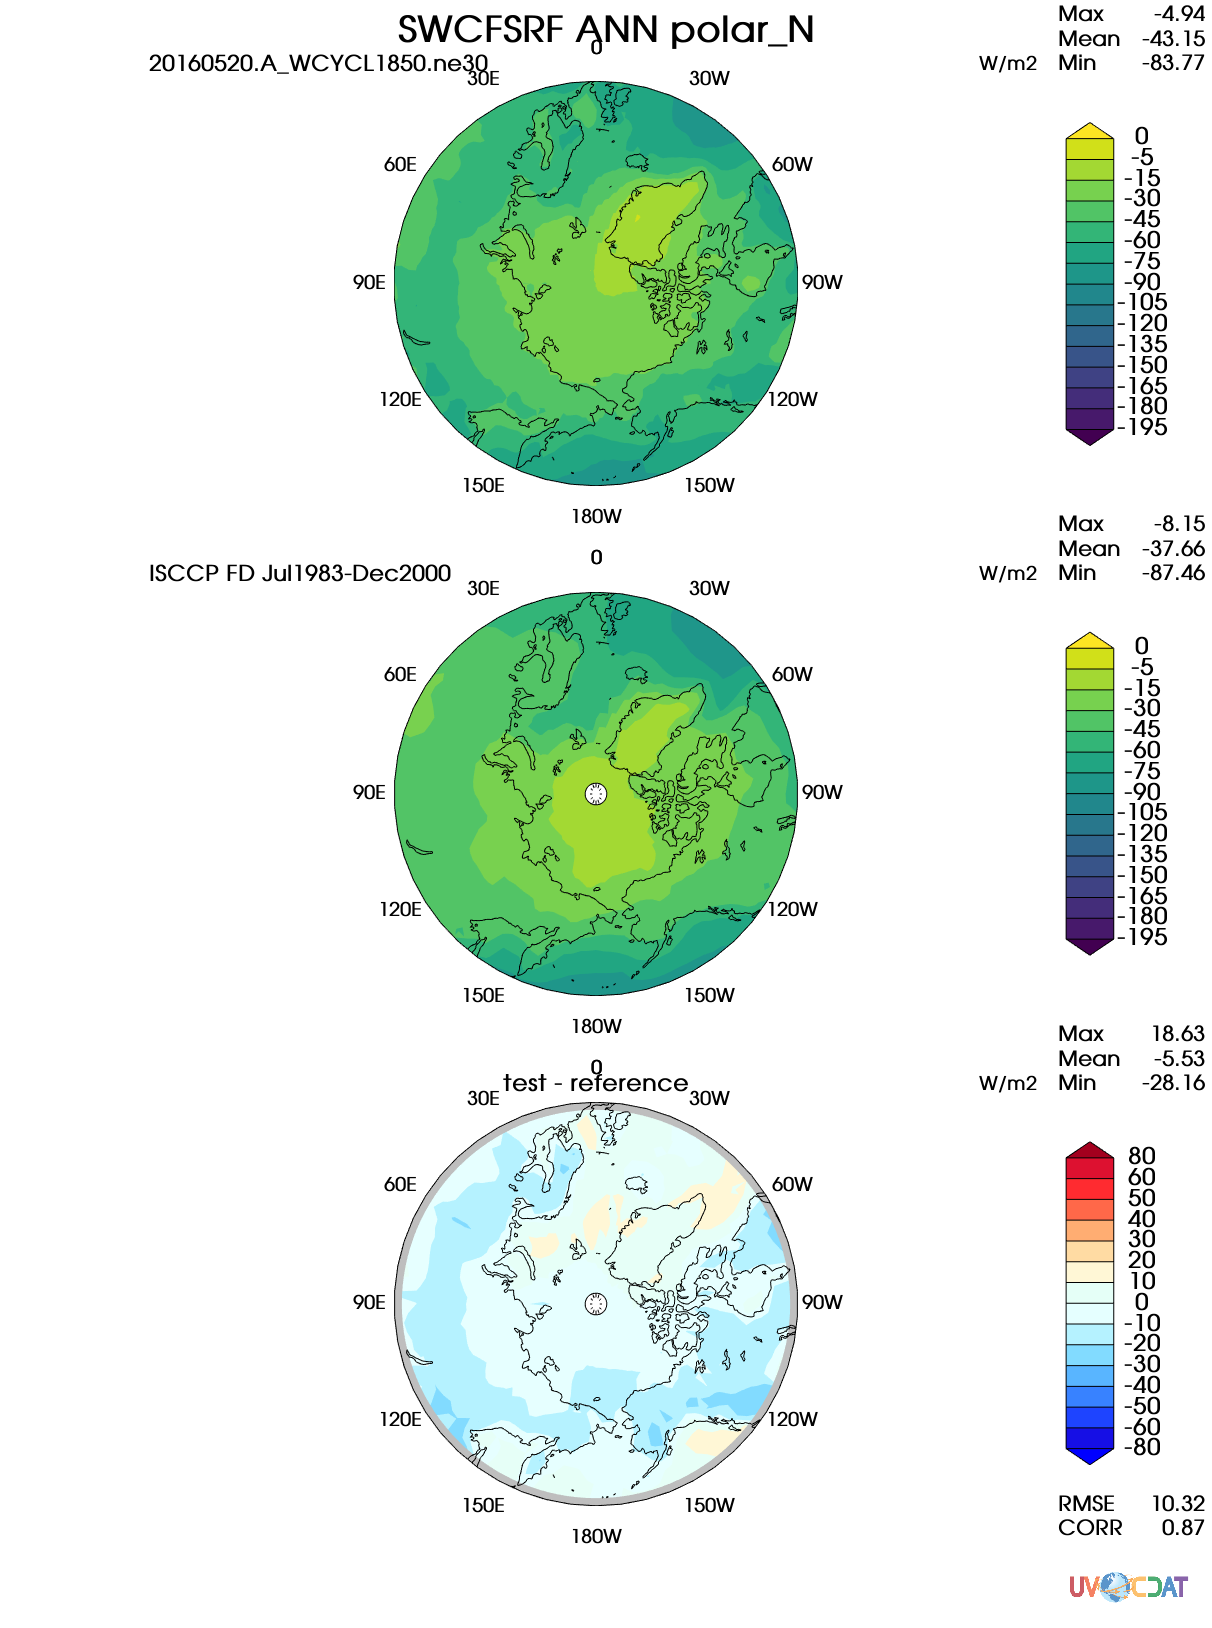 SWCFSRF ANN polar_N
20160520.A_WCYCL1850.ne30
W/m2
Max -4.94
Mean -43.15
Min -83.77
0
30E 30W
60E 60W
90E 90W
120E 120W
150E 150W
180W
0
-5
-15
-30
-45
-60
-75
-90
-105
-120
-135
-150
-165
-180
-195
ISCCP FD Jul1983-Dec2000
W/m2
Max -8.15
Mean -37.66
Min -87.46
0
30E 30W
60E 60W
90E 90W
120E 120W
150E 150W
180W
0
-5
-15
-30
-45
-60
-75
-90
-105
-120
-135
-150
-165
-180
-195
test - reference
W/m2
Max 18.63
Mean -5.53
Min -28.16
0
30E 30W
60E 60W
90E 90W
120E 120W
150E 150W
180W
80
60
50
40
30
20
10
0
-10
-20
-30
-40
-50
-60
-80
RMSE 10.32
CORR 0.87
UVCDAT